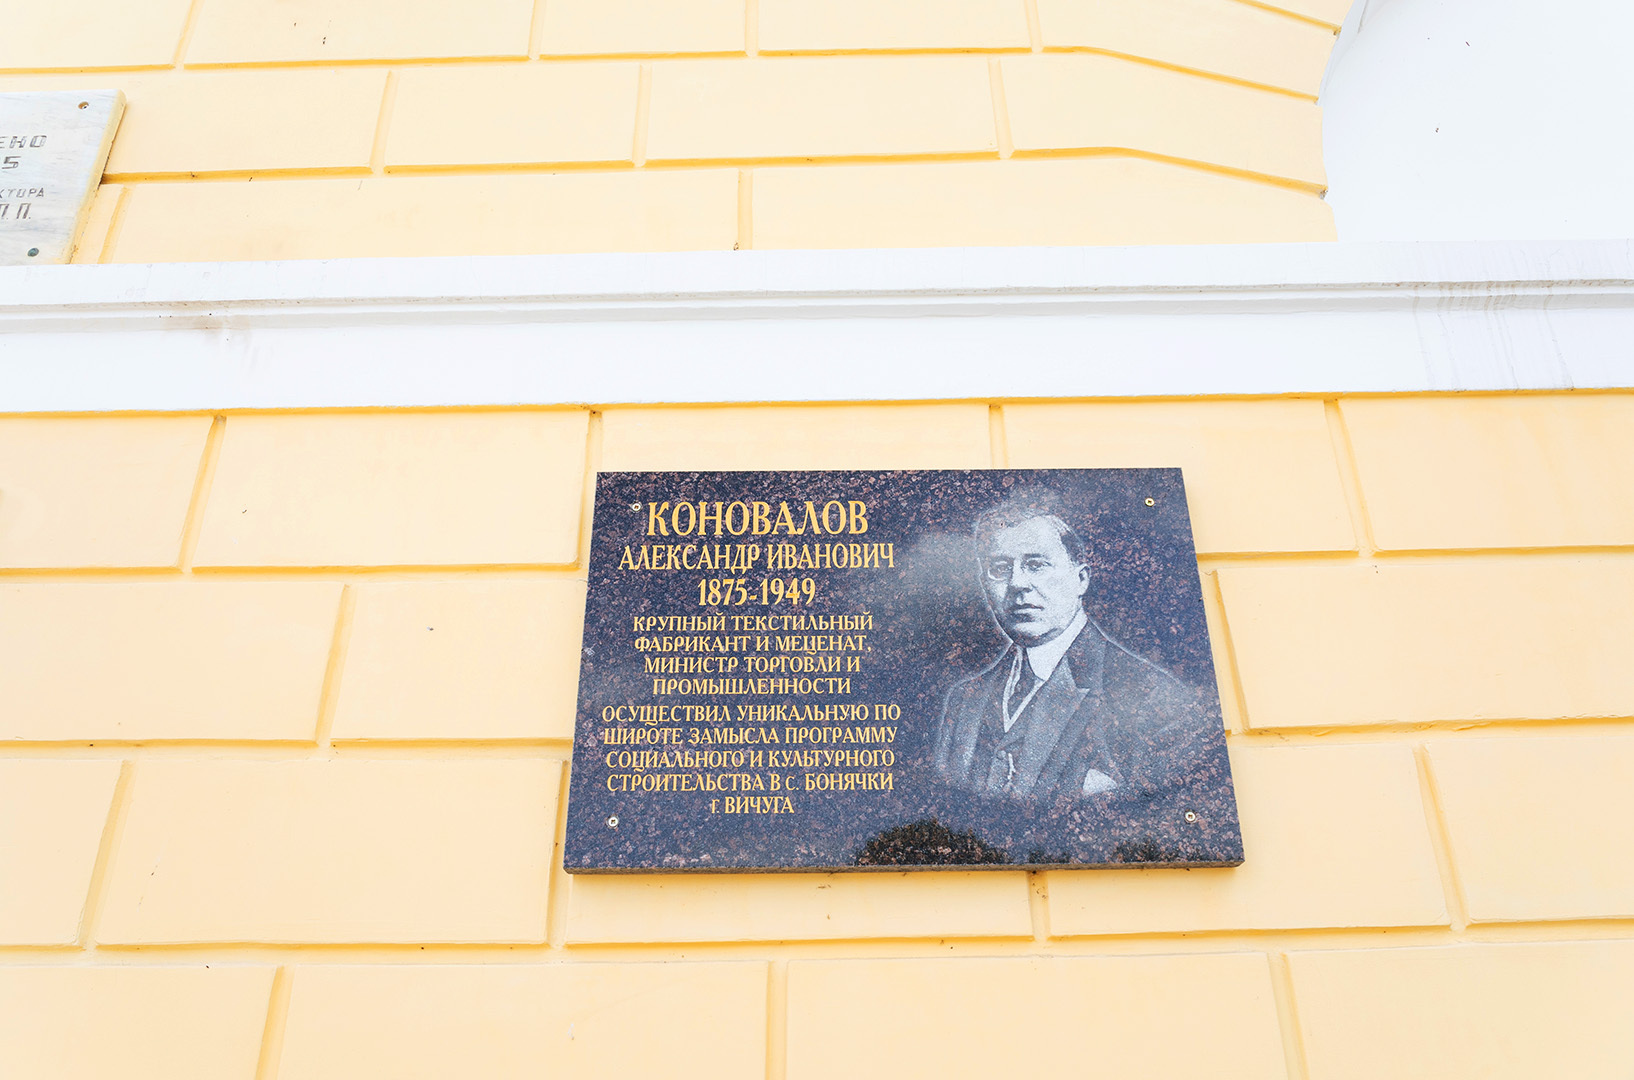 П. П.
КОНОВАЛОВ
АЛЕКСАНДР ИВАНОВИЧ
1875-1949
КРУПНЫЙ ТЕКСТИЛЬНЫЙ
ФАБРИКАНТ И МЕЦЕНАТ,
МИНИСТР ТОРГОВЛИ И
ПРОМЫШЛЕННОСТИ
ОСУЩЕСТВИЛ УНИКАЛЬНУЮ ПО
ШИРОТЕ ЗАМЫСЛА ПРОГРАММУ
СОЦИАЛЬНОГО И КУЛЬТУРНОГО
СТРОИТЕЛЬСТВА В с. БОНЯЧКИ
г. ВИЧУГА